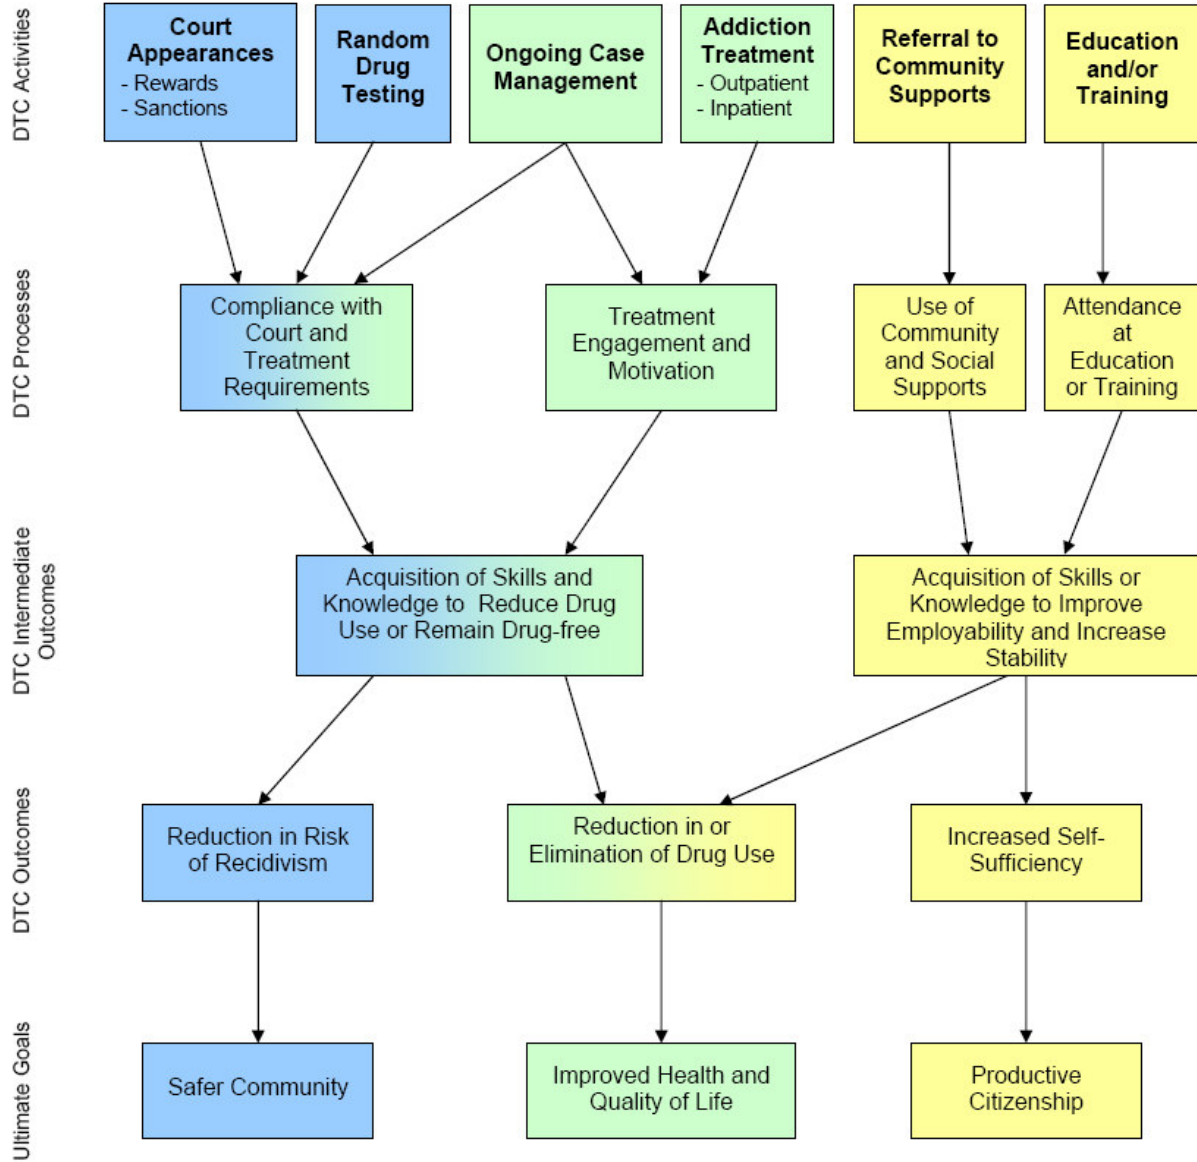 DTC Activities
Court
Appearances
- Rewards
- Sanctions
Random
Drug
Testing
Ongoing Case
Management
Addiction
Treatment
- Outpatient
- Inpatient
Referral to
Community
Supports
Education
and/or
Training
DTC Processes
Compliance with
Court and
Treatment
Requirements
Treatment
Engagement and
Motivation
Use of
Community
and Social
Supports
Attendance
at
Education
or Training
DTC Intermediate
Outcomes
Acquisition of Skills and
Knowledge to Reduce Drug
Use or Remain Drug-free
Acquisition of Skills or
Knowledge to Improve
Employability and Increase
Stability
DTC Outcomes
Reduction in Risk
of Recidivism
Reduction in or
Elimination of Drug Use
Increased Self-
Sufficiency
Ultimate Goals
Safer Community
Improved Health and
Quality of Life
Productive
Citizenship